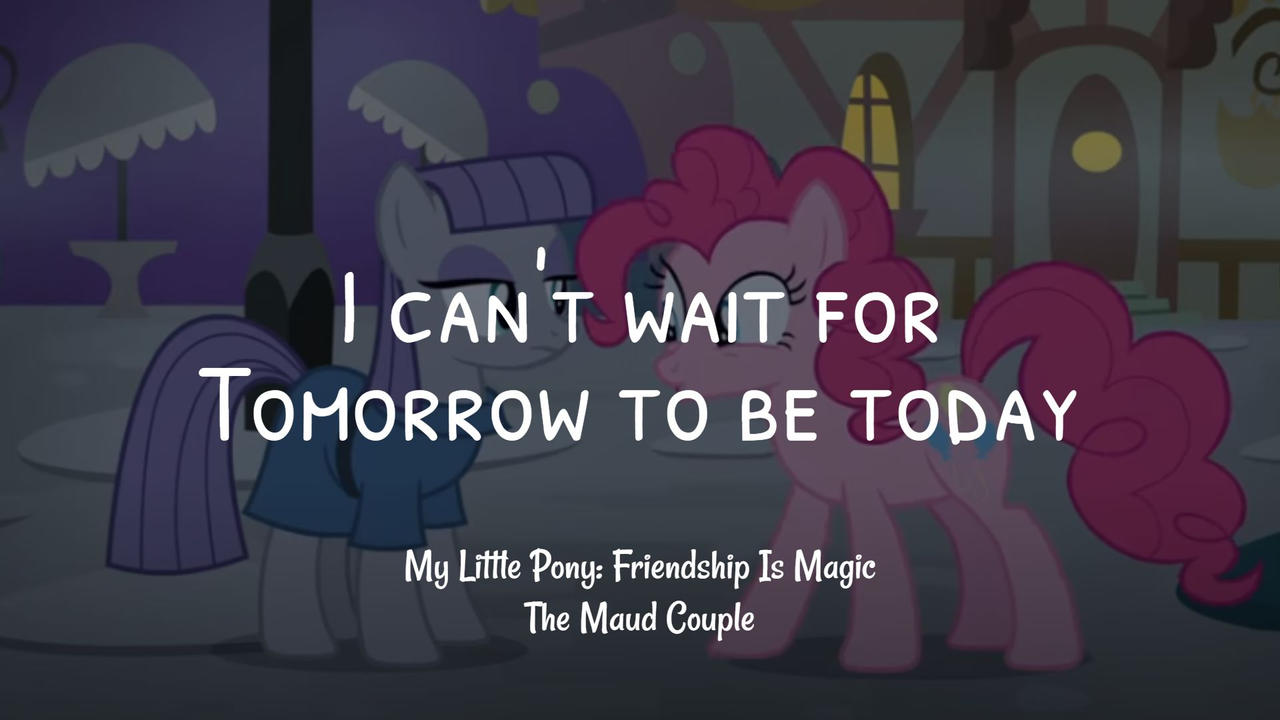 I can't wait for
Tomorrow to be today
My Little Pony: Friendship Is Magic
The Maud Couple